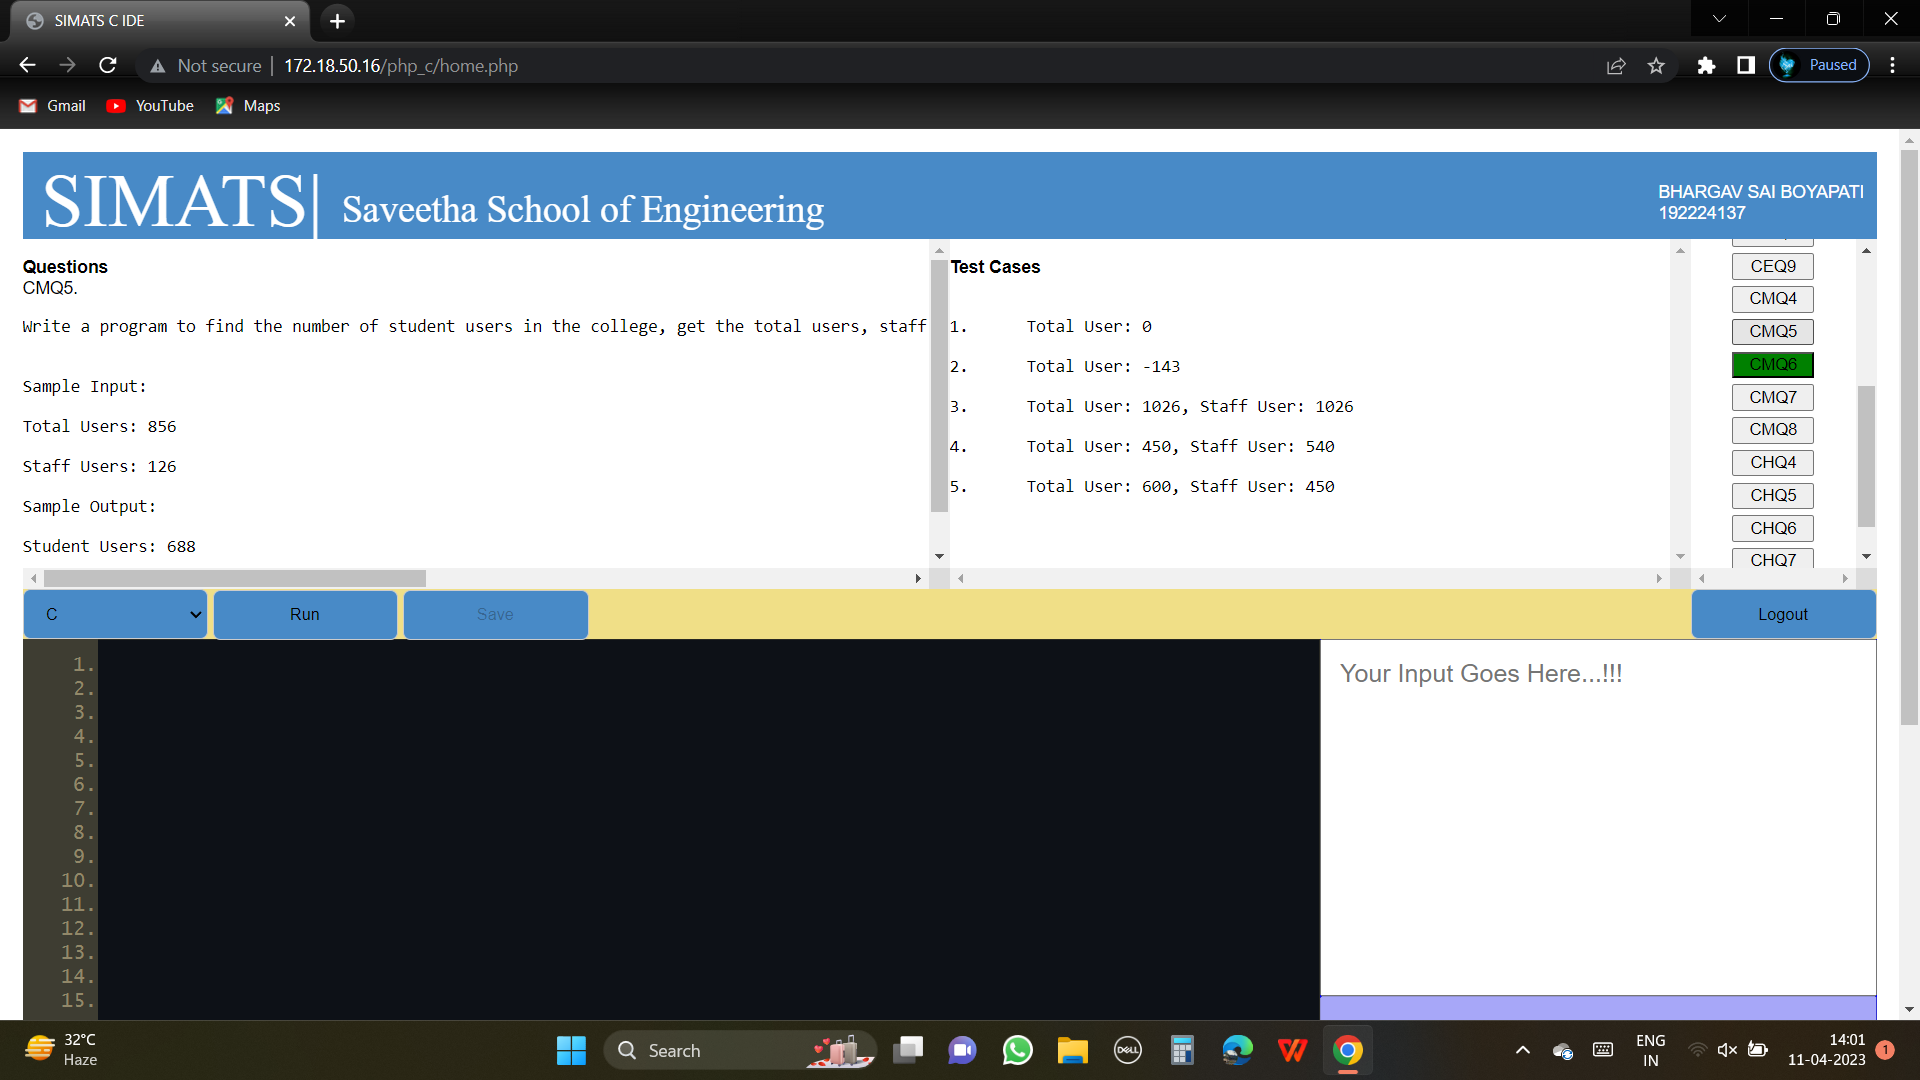 SIMATS C IDE
Not secure
172.18.50.16/php_c/home.php
Paused
Gmail
YouTube
Maps
SIMATS|
Saveetha School of Engineering
BHARGAV SAI BOYAPATI
192224137
Questions
CMQ5.
Write a program to find the number of student users in the college, get the total users, staff
Sample Input:
Total Users: 856
Staff Users: 126
Sample Output:
Student Users: 688
Test Cases
1. Total User: 0
2. Total User: -143
3. Total User: 1026, Staff User: 1026
4. Total User: 450, Staff User: 540
5. Total User: 600, Staff User: 450
CEQ9
CMQ4
CMQ5
CMQ6
CMQ7
CMQ8
CHQ4
CHQ5
CHQ6
CHQ7
C
Run
Save
Logout
1.
2.
3.
4.
5.
6.
7.
8.
9.
10.
11.
12.
13.
14.
15.
Your Input Goes Here...!!!
32°C
Haze
Search
DELL
ENG
IN
14:01
11-04-2023
1